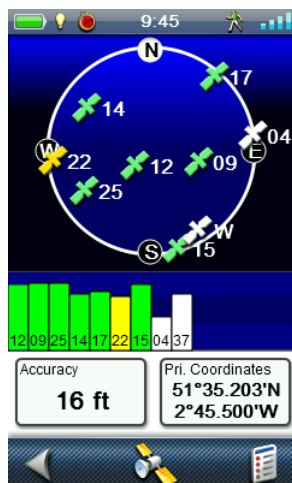 9:45
N
17
14
04
W
22
12
09
E
25
W
S
15
12 09 25 14 17 22 15 04 37
Accuracy
16 ft
Pri. Coordinates
51°35.203'N
2°45.500'W